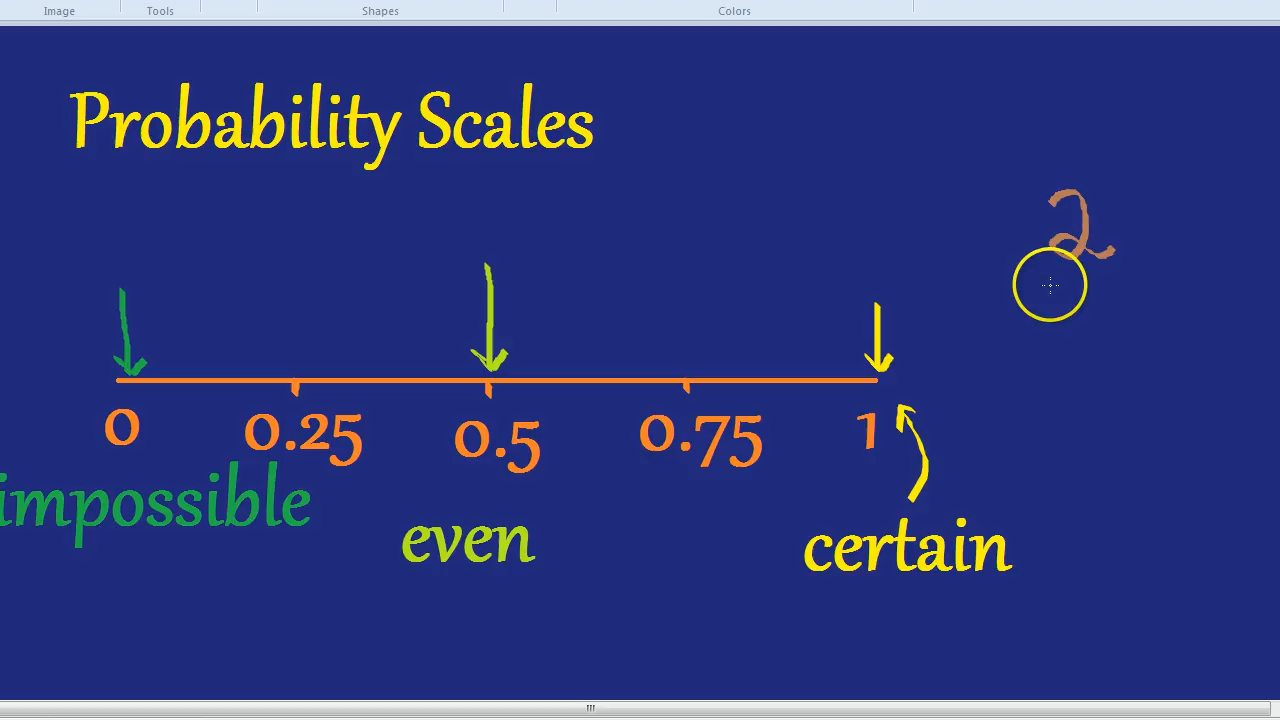 Image Tools Shapes Colors
Probability Scales
2
0 0.25 0.5 0.75 1
impossible
even
certain